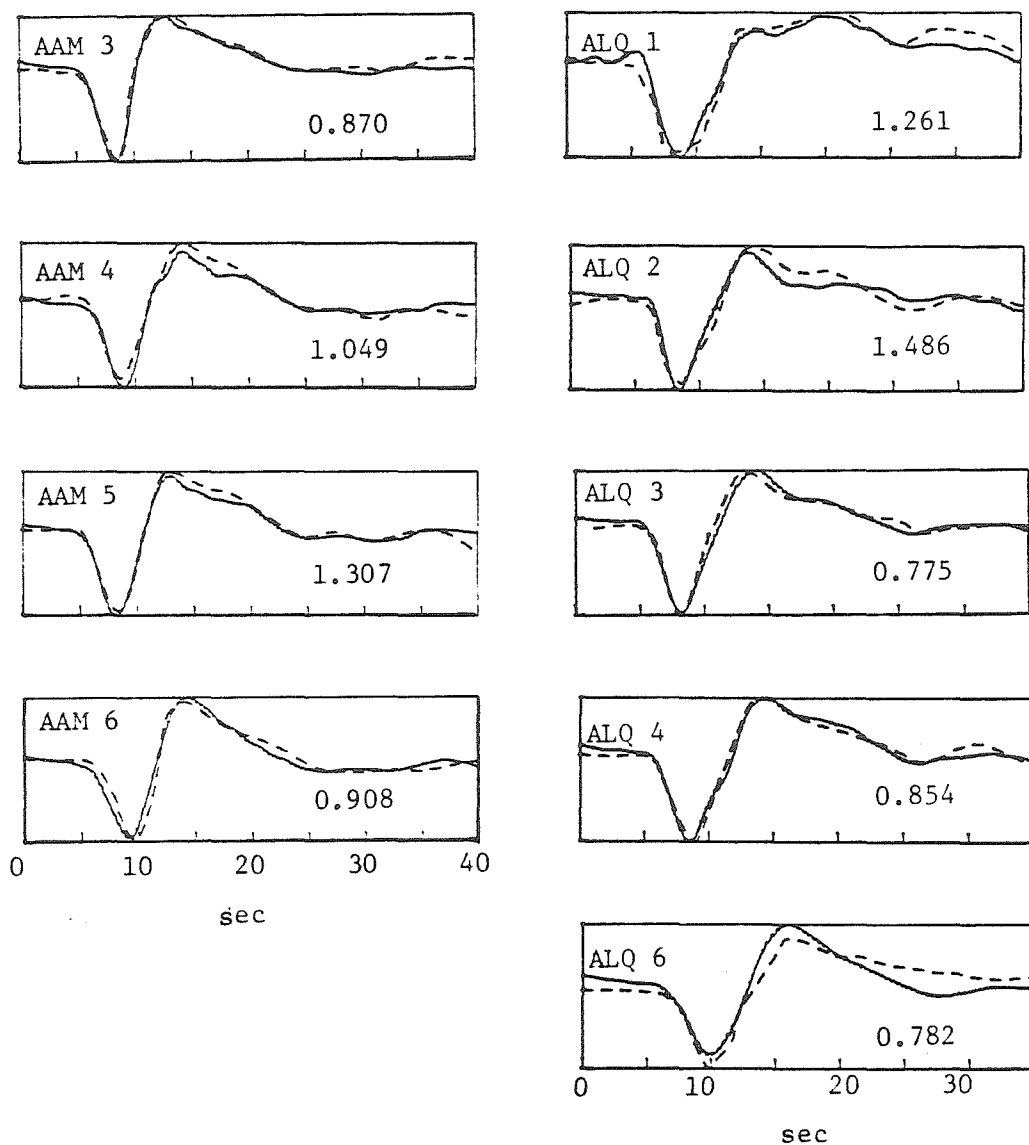 AAM 3
0.870
AAM 4
1.049
AAM 5
1.307
AAM 6
0.908
0 10 20 30 40
sec
ALQ 1
1.261
ALQ 2
1.486
ALQ 3
0.775
ALQ 4
0.854
ALQ 6
0.782
0 10 20 30
sec